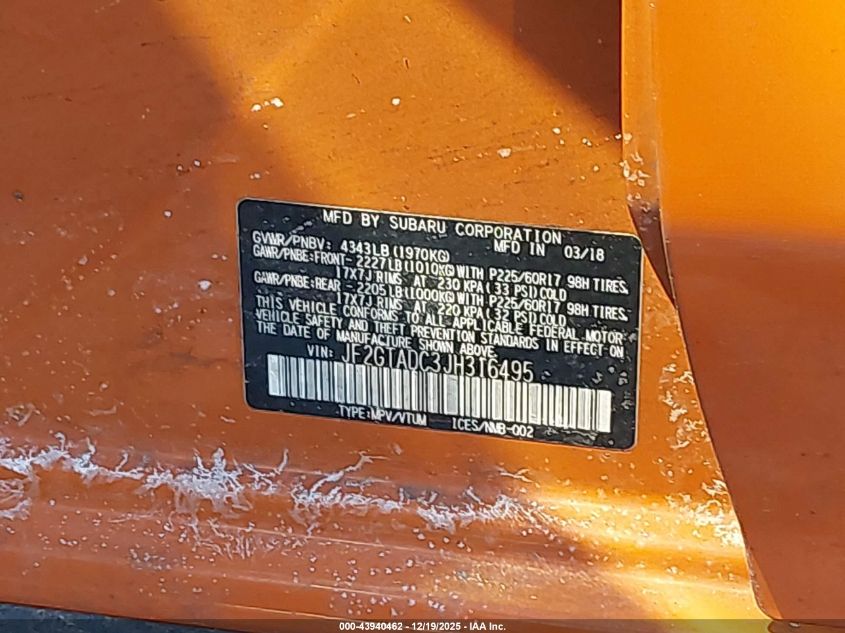 MFD BY SUBARU CORPORATION
GVWR/PNBV: 4343LB(1970KG) MFD IN 03/18
GAWR/PNBE:FRONT- 2227LB(1010KG)WITH P225/60R17 98H TIRES,
17X7J RIMS AT 230 KPA( 33 PSI)COLD
GAWR/PNBE:REAR - 2205LB(1000KG)WITH P225/60R17 98H TIRES,
17X7J RIMS AT 220 KPA( 32 PSI)COLD
THIS VEHICLE CONFORMS TO ALL APPLICABLE FEDERAL MOTOR
VEHICLE SAFETY AND THEFT PREVENTION STANDARDS IN EFFECT ON
THE DATE OF MANUFACTURE SHOWN ABOVE.
VIN: JF2GTADC3JH316495
TYPE:MPV/VTUM ICES/NMB-002
000-43940462 - 12/19/2025 - IAA Inc.